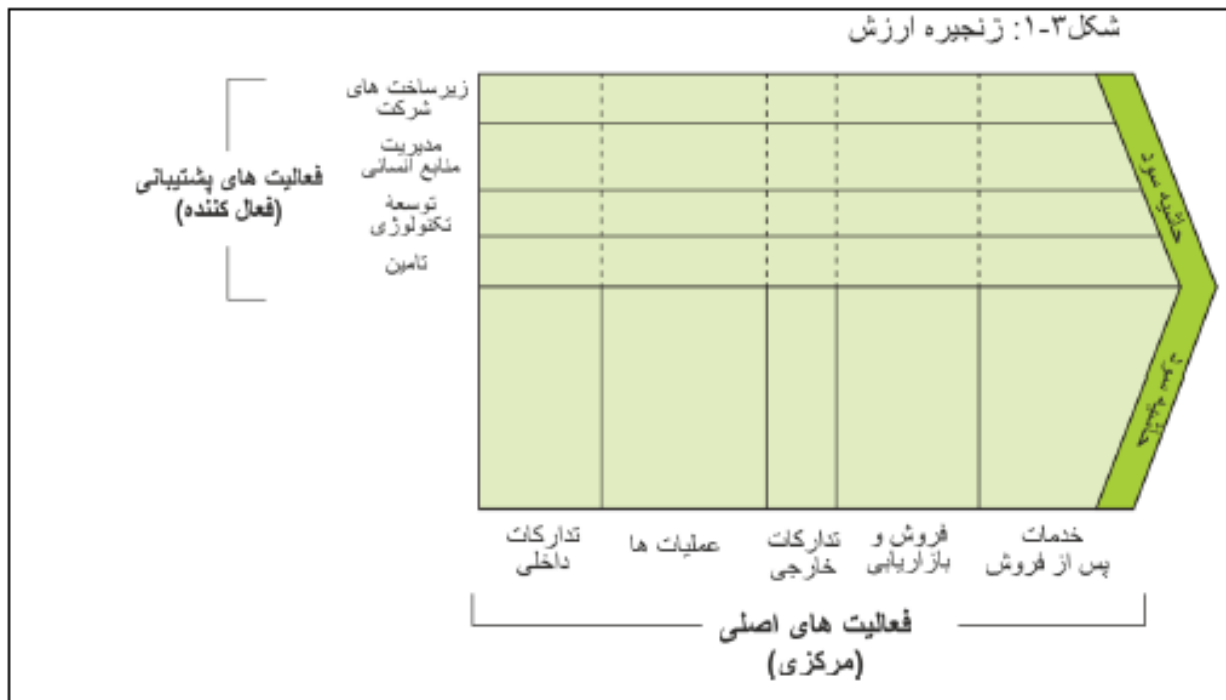 شکل۳-۱: زنجیره ارزش
زیرساخت های
شرکت
مدیریت
منابع انسانی
توسعهٔ
تکنولوژی
تامین
فعالیت های پشتیبانی
(فعال کننده)
حاشیه سود
حاشیه سود
تدارکات
داخلی
عملیات ها
تدارکات
خارجی
فروش و
بازاریابی
خدمات
پس از فروش
فعالیت های اصلی
(مرکزی)